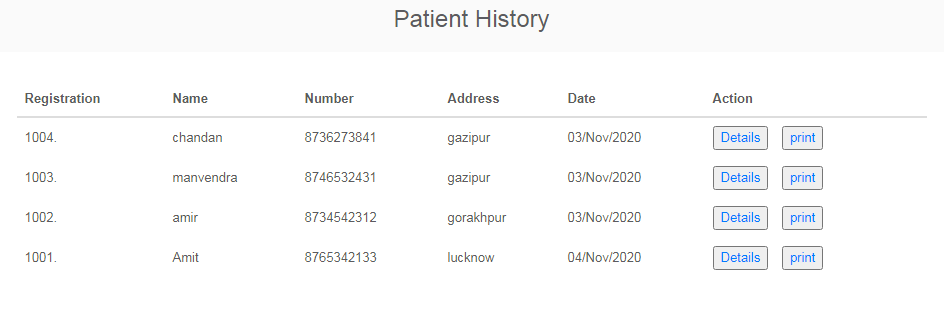 Patient History
Registration Name Number Address Date Action
1004. chandan 8736273841 gazipur 03/Nov/2020 Details print
1003. manvendra 8746532431 gazipur 03/Nov/2020 Details print
1002. amir 8734542312 gorakhpur 03/Nov/2020 Details print
1001. Amit 8765342133 lucknow 04/Nov/2020 Details print